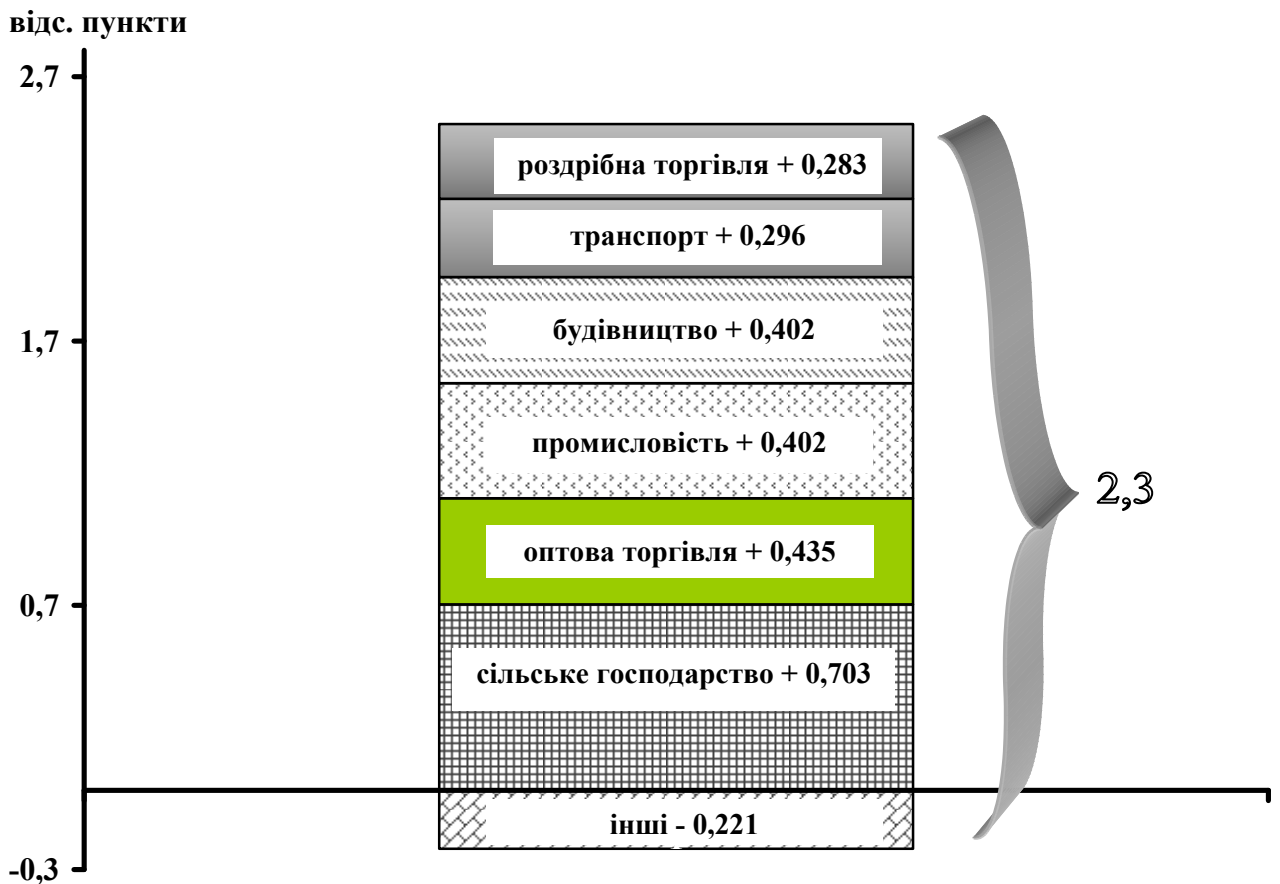 відс. пункти
2,7
роздрібна торгівля + 0,283
транспорт + 0,296
1,7
будівництво + 0,402
промисловість + 0,402
2,3
оптова торгівля + 0,435
0,7
сільське господарство + 0,703
інші - 0,221
-0,3